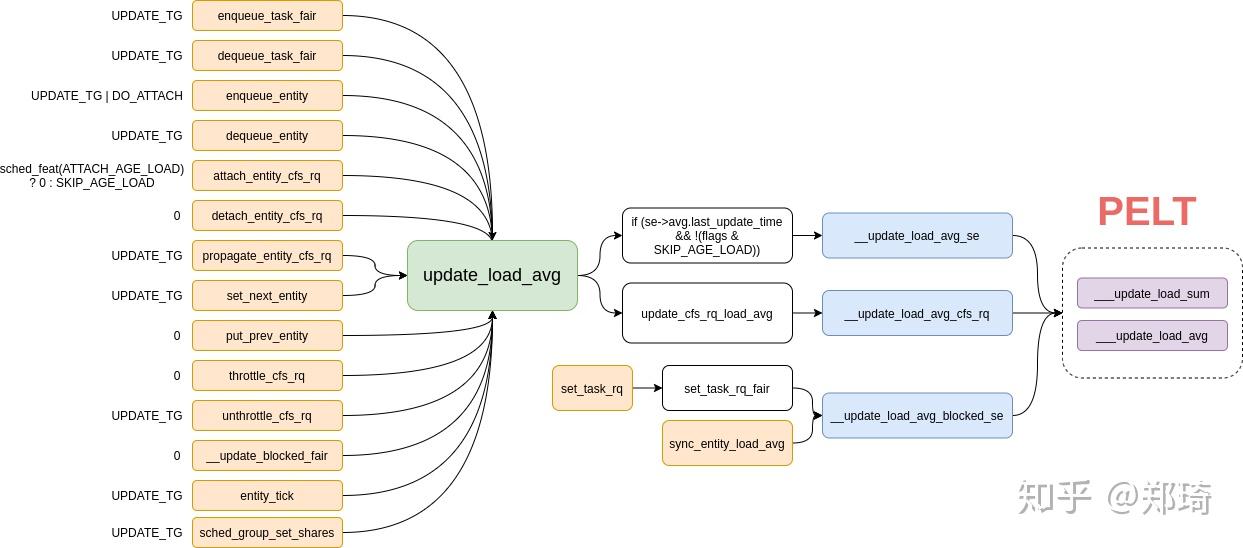 UPDATE_TG enqueue_task_fair
UPDATE_TG dequeue_task_fair
UPDATE_TG | DO_ATTACH enqueue_entity
UPDATE_TG dequeue_entity
sched_feat(ATTACH_AGE_LOAD)
? 0 : SKIP_AGE_LOAD
attach_entity_cfs_rq
0 detach_entity_cfs_rq
UPDATE_TG propagate_entity_cfs_rq
UPDATE_TG set_next_entity
0 put_prev_entity
0 throttle_cfs_rq
UPDATE_TG unthrottle_cfs_rq
0 __update_blocked_fair
UPDATE_TG entity_tick
UPDATE_TG sched_group_set_shares
update_load_avg
if (se->avg.last_update_time
&& !(flags &
SKIP_AGE_LOAD))
__update_load_avg_se
update_cfs_rq_load_avg
__update_load_avg_cfs_rq
set_task_rq
set_task_rq_fair
sync_entity_load_avg
__update_load_avg_blocked_se
PELT
___update_load_sum
___update_load_avg
知乎 @郑琦